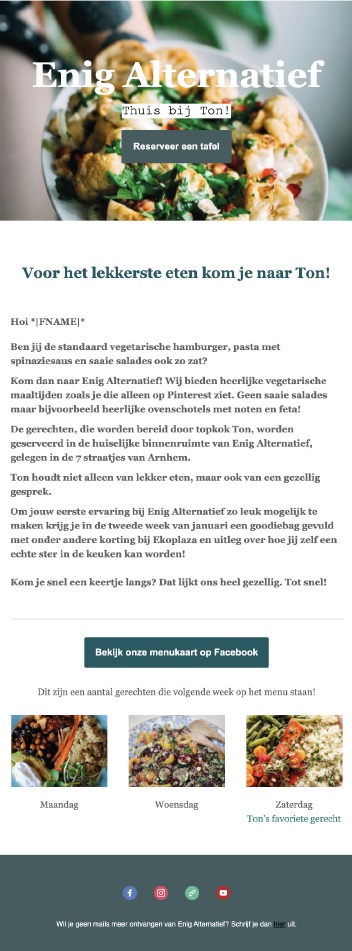 Enig Alternatief
Thuis bij Ton!
Reserveer een tafel
Voor het lekkerste eten kom je naar Ton!
Hoi *|FNAME|*
Ben jij de standaard vegetarische hamburger, pasta met
spinaziesaus en saaie salades ook zo zat?
Kom dan naar Enig Alternatief! Wij bieden heerlijke vegetarische
maaltijden zoals je die alleen op Pinterest ziet. Geen saaie salades
maar bijvoorbeeld heerlijke ovenschotels met noten en feta!
De gerechten, die worden bereid door topkok Ton, worden
geserveerd in de huiselijke binnenruimte van Enig Alternatief,
gelegen in de 7 straatjes van Arnhem.
Ton houdt niet alleen van lekker eten, maar ook van een gezellig
gesprek.
Om jouw eerste ervaring bij Enig Alternatief zo leuk mogelijk te
maken krijg je in de tweede week van januari een goodiebag gevuld
met onder andere korting bij Ekoplaza en uitleg over hoe jij zelf een
echte ster in de keuken kan worden!
Kom je snel een keertje langs? Dat lijkt ons heel gezellig. Tot snel!
Bekijk onze menukaart op Facebook
Dit zijn een aantal gerechten die volgende week op het menu staan!
Maandag
Woensdag
Zaterdag
Ton's favoriete gerecht
Wil je geen mails meer ontvangen van Enig Alternatief? Schrijf je dan hier uit.